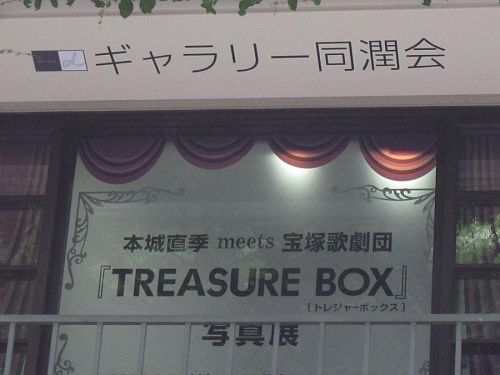 ギャラリー同潤会
本城直季 meets 宝塚歌劇団
『TREASURE BOX』
[トレジャーボックス]
写真展